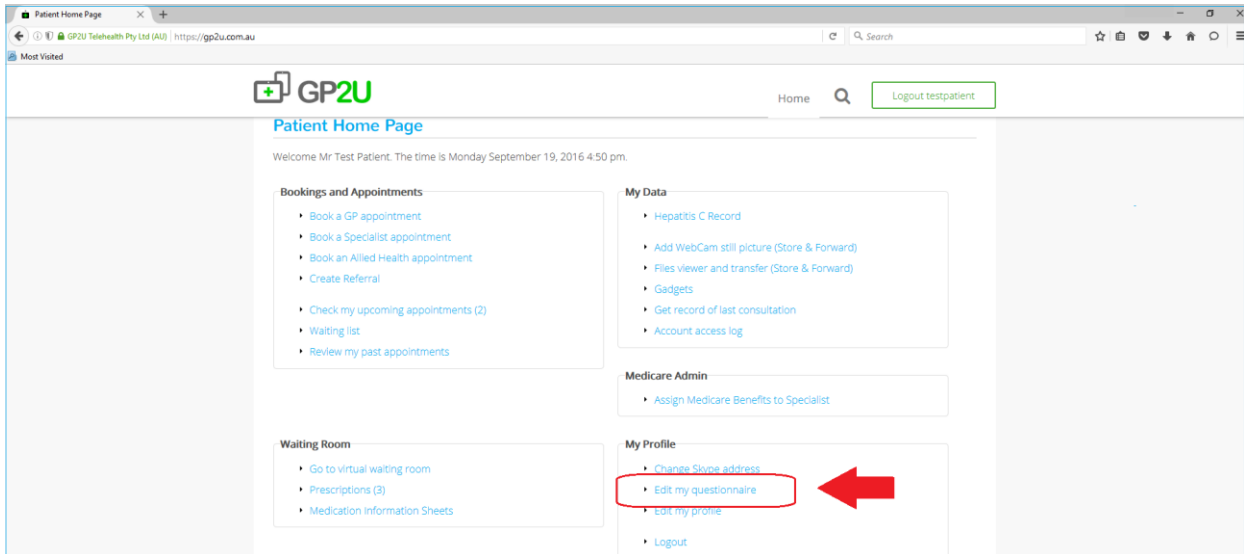 Patient Home Page
GP2U Telehealth Pty Ltd (AU) https://gp2u.com.au
Search
Most Visited
GP2U
Home
Logout testpatient
Patient Home Page
Welcome Mr Test Patient. The time is Monday September 19, 2016 4:50 pm.
Bookings and Appointments
Book a GP appointment
Book a Specialist appointment
Book an Allied Health appointment
Create Referral
Check my upcoming appointments (2)
Waiting list
Review my past appointments
My Data
Hepatitis C Record
Add WebCam still picture (Store & Forward)
Files viewer and transfer (Store & Forward)
Gadgets
Get record of last consultation
Account access log
Medicare Admin
Assign Medicare Benefits to Specialist
Waiting Room
Go to virtual waiting room
Prescriptions (3)
Medication Information Sheets
My Profile
Change Skype address
Edit my questionnaire
Edit my profile
Logout